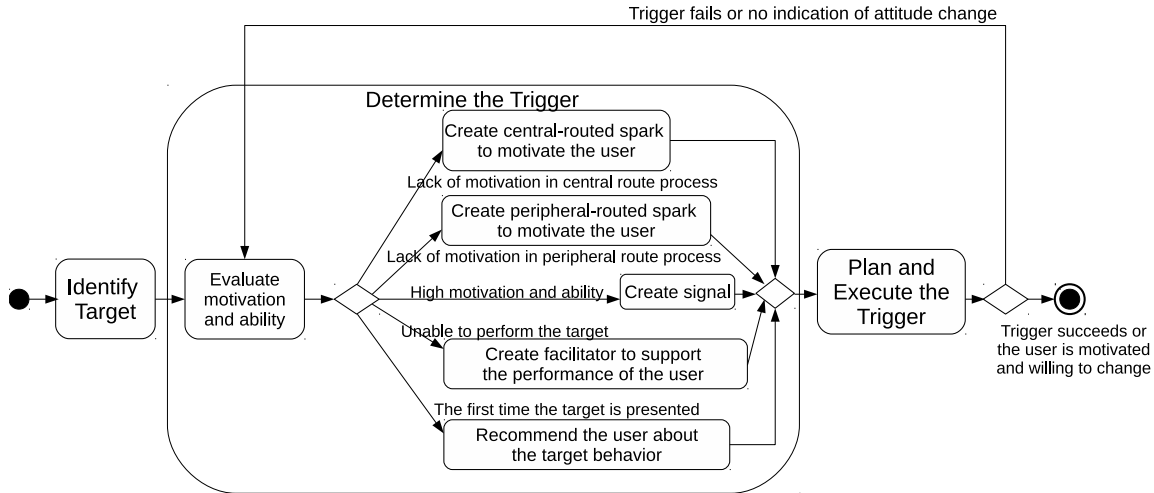 Trigger fails or no indication of attitude change
Determine the Trigger
Create central-routed spark
to motivate the user
Lack of motivation in central route process
Create peripheral-routed spark
to motivate the user
Lack of motivation in peripheral route process
Identify
Target
Evaluate
motivation
and ability
High motivation and ability
Create signal
Plan and
Execute the
Trigger
Unable to perform the target
Create facilitator to support
the performance of the user
Trigger succeeds or
the user is motivated
and willing to change
The first time the target is presented
Recommend the user about
the target behavior